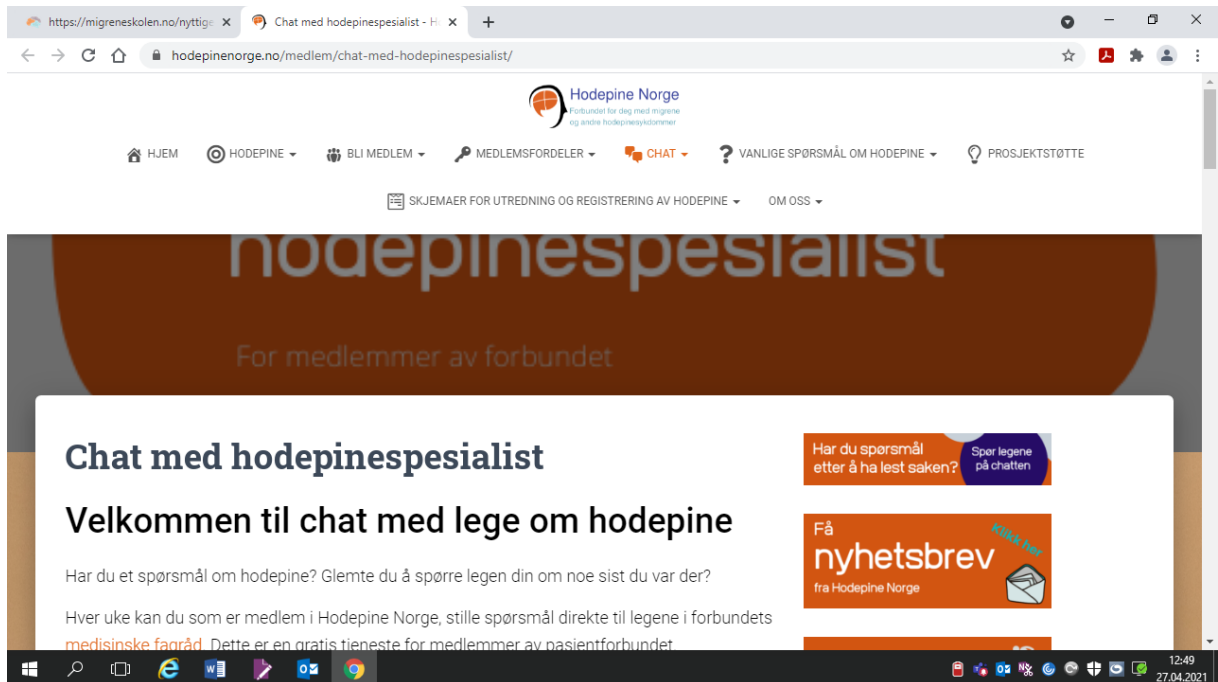 https://migreneskolen.no/nyttige
Chat med hodepinespesialist - H
hodepinenorge.no/medlem/chat-med-hodepinespesialist/
Hodepine Norge
Forbundet for deg med migrene
og andre hodepinesykdommer
HJEM HODEPINE BLI MEDLEM MEDLEMSFORDELER CHAT VANLIGE SPØRSMÅL OM HODEPINE PROSJEKTSTØTTE
SKJEMAER FOR UTREDNING OG REGISTRERING AV HODEPINE OM OSS
hodepinespesialist
For medlemmer av forbundet
Chat med hodepinespesialist
Velkommen til chat med lege om hodepine
Har du et spørsmål om hodepine? Glemte du å spørre legen din om noe sist du var der?
Hver uke kan du som er medlem i Hodepine Norge, stille spørsmål direkte til legene i forbundets
medisinske fagråd. Dette er en gratis tjeneste for medlemmer av pasientforbundet
Har du spørsmål
etter å ha lest saken?
Spør legene
på chatten
Få
nyhetsbrev
fra Hodepine Norge
Klikk her
12:49
27.04.2021